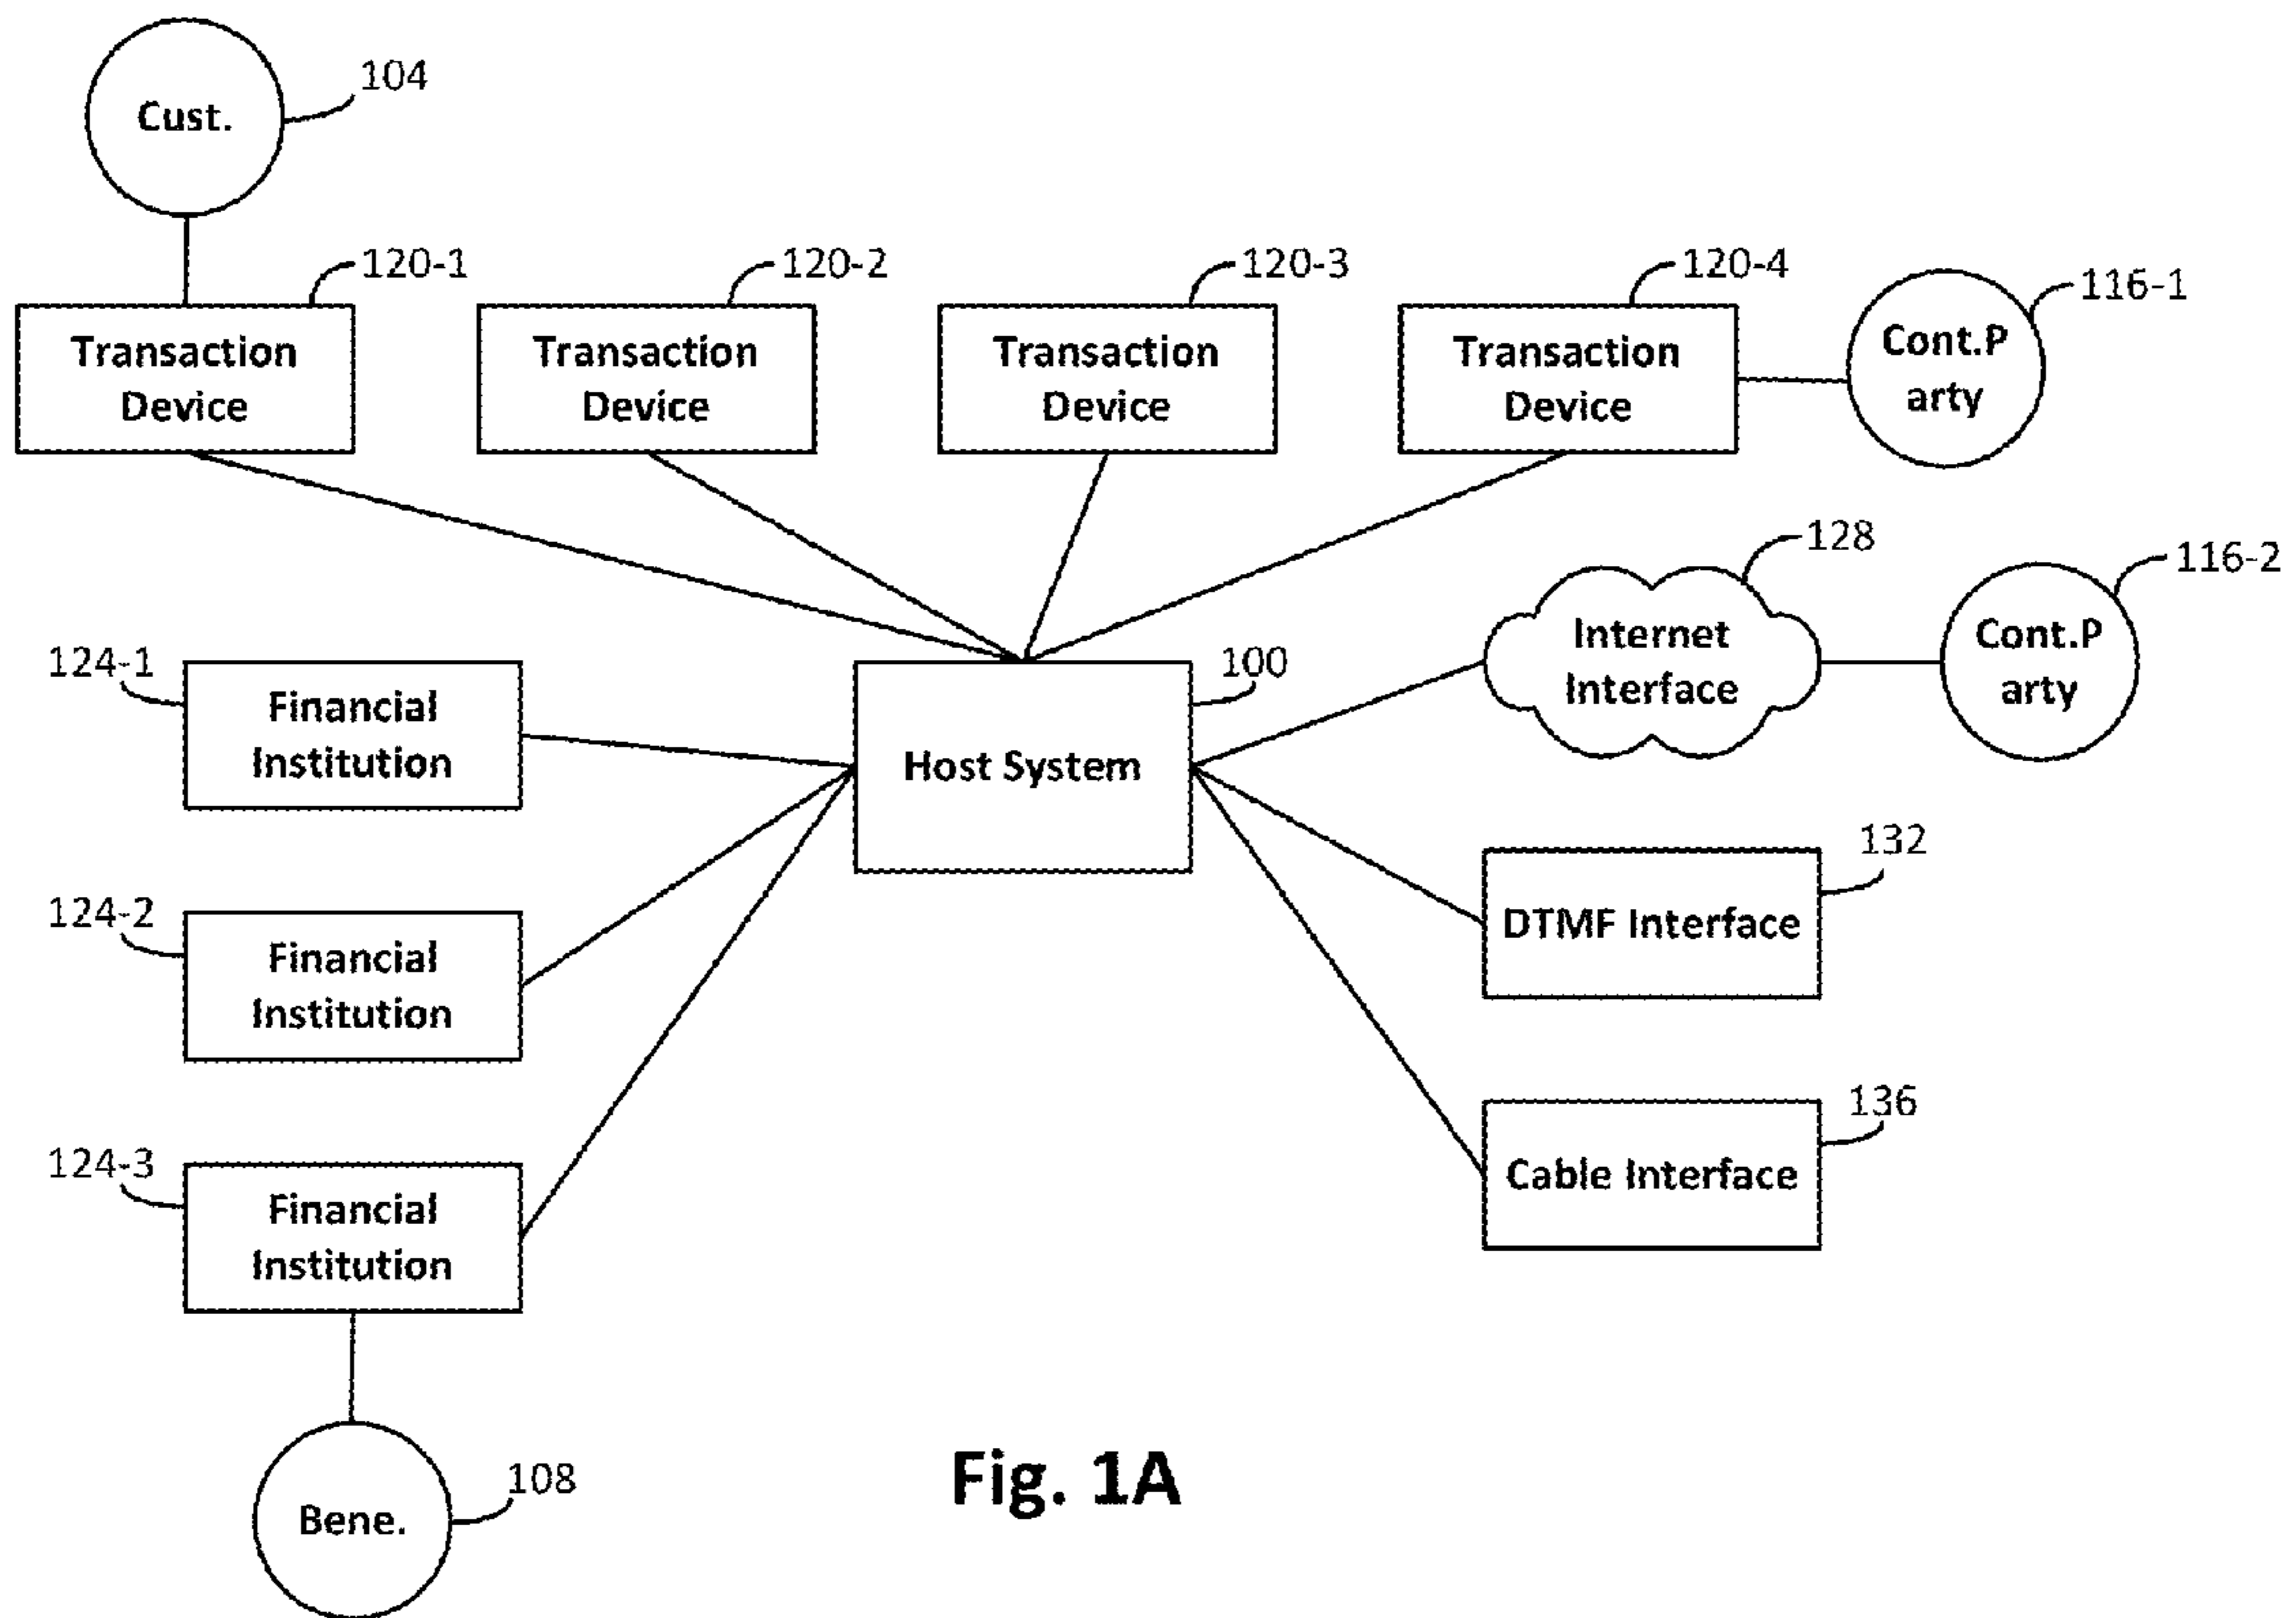 104
Cust.
120-1
120-2
120-3
120-4
116-1
Transaction
Device
Transaction
Device
Transaction
Device
Transaction
Device
Cont.P
arty
128
116-2
Internet
Interface
Cont.P
arty
124-1
Financial
Institution
100
Host System
132
DTMF Interface
124-2
Financial
Institution
136
Cable Interface
124-3
Financial
Institution
108
Bene.
Fig. 1A